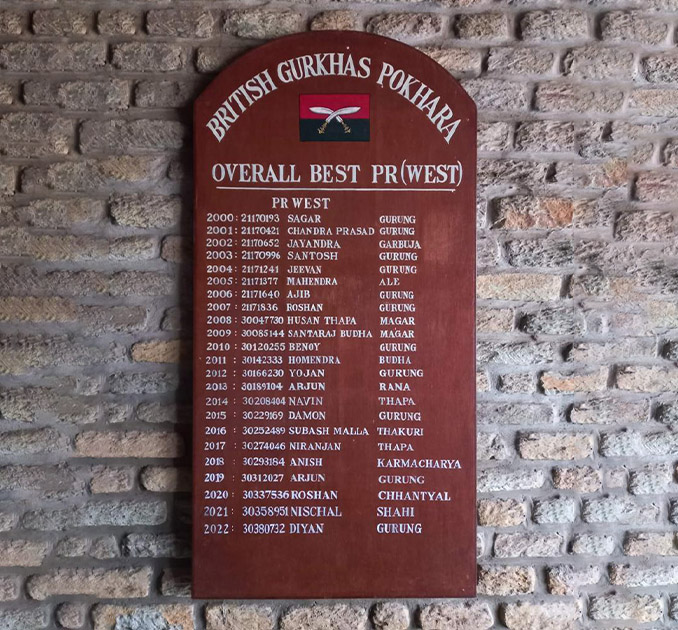 BRITISH GURKHAS POKHARA
OVERALL BEST PR(WEST)
PR WEST
2000: 21170193 SAGAR GURUNG
2001: 21170421 CHANDRA PRASAD GURUNG
2002: 21170652 JAYANDRA GARBUJA
2003: 21170996 SANTOSH GURUNG
2004: 21171241 JEEVAN GURUNG
2005: 21171377 MAHENDRA ALE
2006: 21171640 AJIB GURUNG
2007: 21171836 ROSHAN GURUNG
2008: 30047730 HUSAN THAPA MAGAR
2009: 30085144 SANTARAJ BUDHA MAGAR
2010: 30120255 BENOY GURUNG
2011 : 30142333 HOMENDRA BUDHA
2012 : 30166230 YOJAN GURUNG
2013 : 30189104 ARJUN RANA
2014 : 30208404 NAVIN THAPA
2015 : 30229169 DAMON GURUNG
2016 : 30252489 SUBASH MALLA THAKURI
2017 : 30274046 NIRANJAN THAPA
2018 : 30293184 ANISH KARMACHARYA
2019 : 30312027 ARJUN GURUNG
2020 : 30337536 ROSHAN CHHANTYAL
2021 : 30358951 NISCHAL SHAHI
2022 : 30380732 DIYAN GURUNG